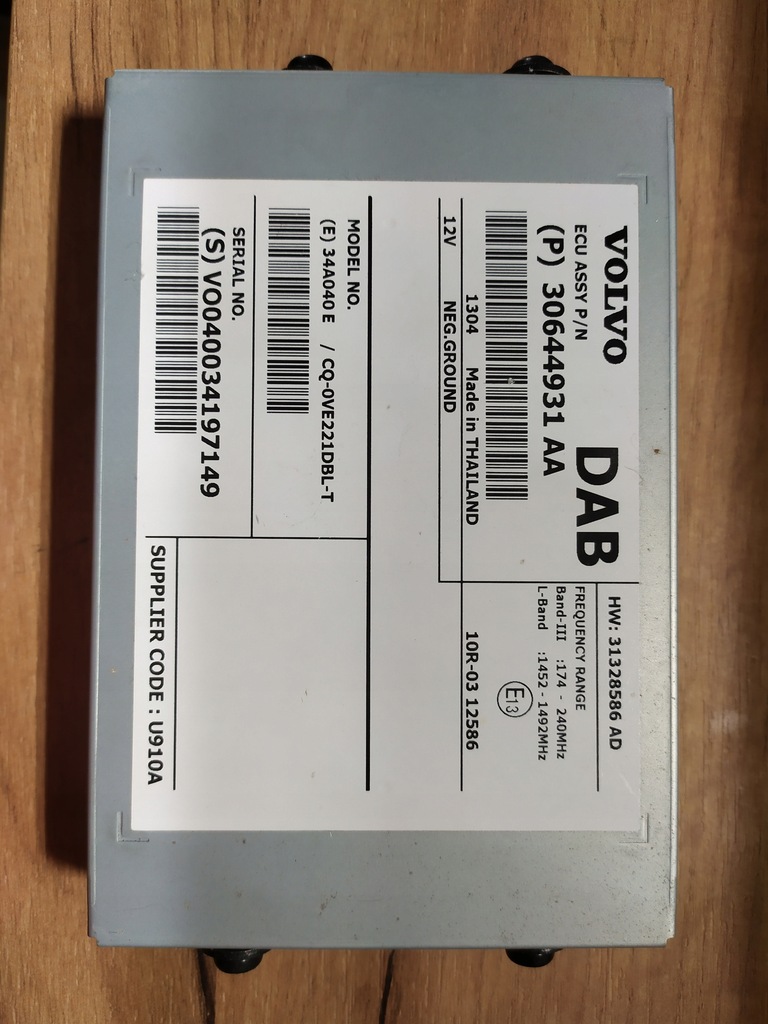 VOLVO
DAB
HW: 31328586 AD
ECU ASSY P/N
(P) 30644931 AA
FREQUENCY RANGE
Band-III :174 - 240MHz
L-Band :1452 - 1492MHz
E13
1304 Made in THAILAND
10R-03 12586
12V NEG.GROUND
MODEL NO.
(E) 34A040 E / CQ-0VE221DBL-T
SERIAL NO.
(S) VO040034197149
SUPPLIER CODE : U910A